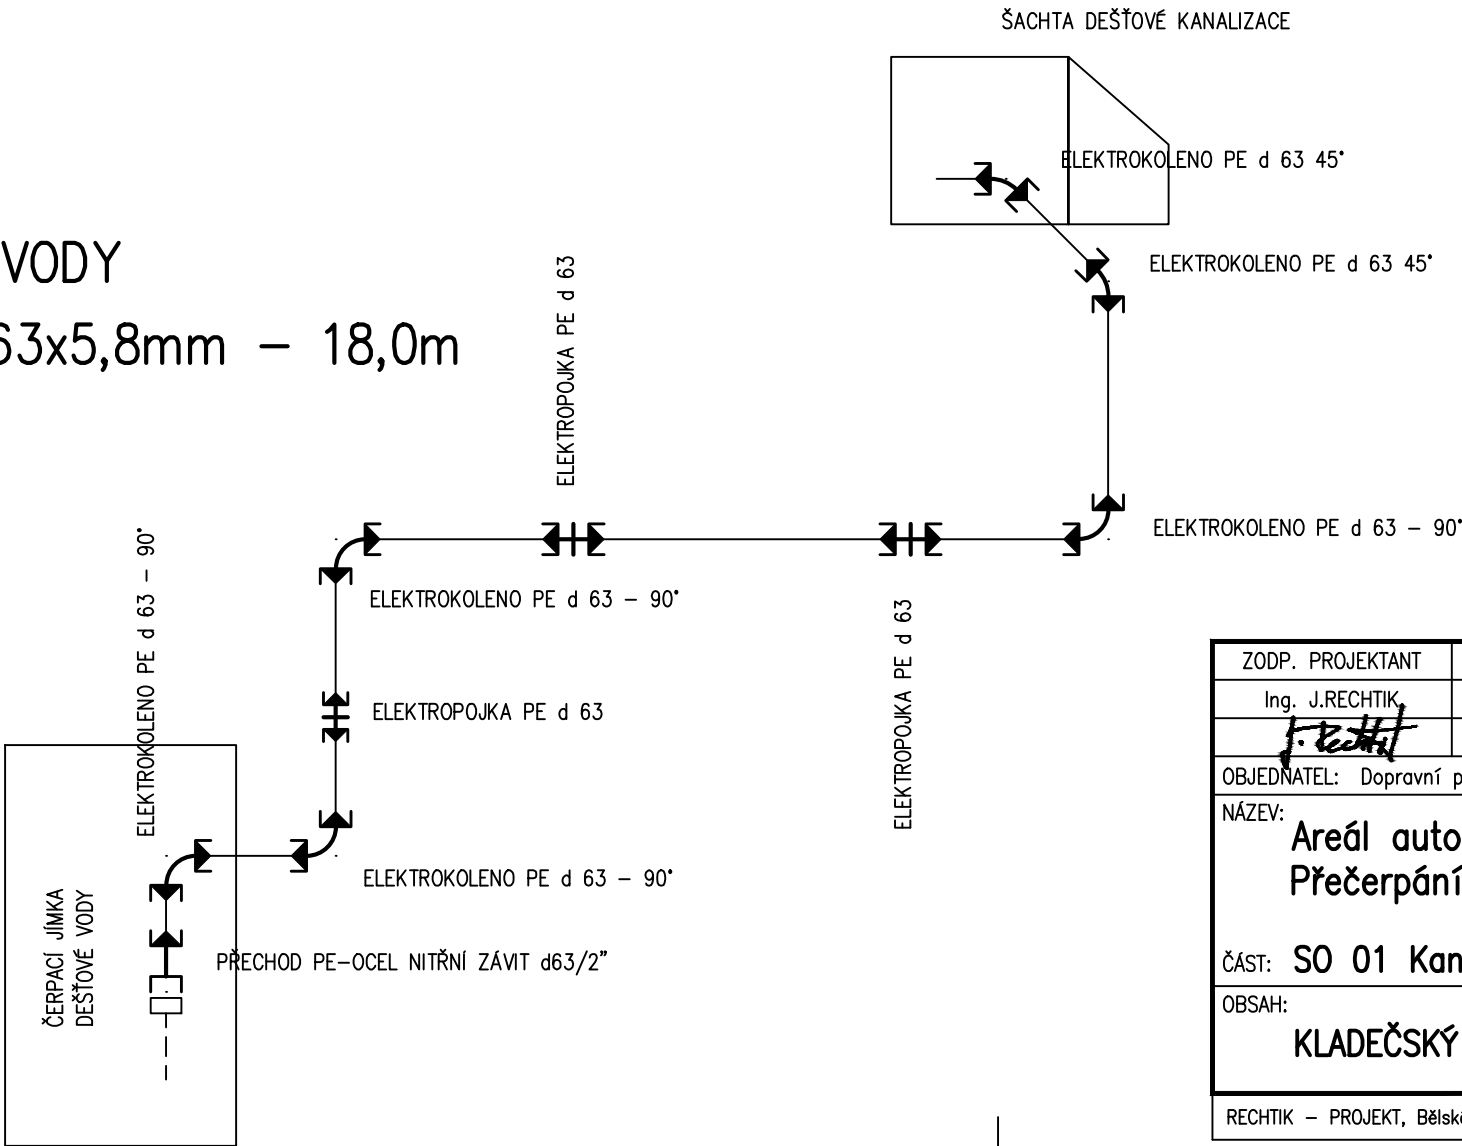 ŠACHTA DEŠŤOVÉ KANALIZACE
ELEKTROKOLENO PE d 63 45°
VODY
ELEKTROKOLENO PE d 63 45°
63x5,8mm – 18,0m
ELEKTROPOJKA PE d 63
ELEKTROKOLENO PE d 63 – 90°
ELEKTROKOLENO PE d 63 – 90°
ELEKTROKOLENO PE d 63 – 90°
ELEKTROPOJKA PE d 63
ELEKTROPOJKA PE d 63
ELEKTROKOLENO PE d 63 – 90°
ČERPACÍ JÍMKA
DEŠŤOVÉ VODY
PŘECHOD PE–OCEL NITŘNÍ ZÁVIT d63/2"
ZODP. PROJEKTANT
Ing. J.RECHTIK
J. Rechtik
OBJEDNATEL: Dopravní p
NÁZEV:
Areál auto
Přečerpání
ČÁST: SO 01 Kan
OBSAH:
KLADEČSKÝ
RECHTIK – PROJEKT, Bělsk